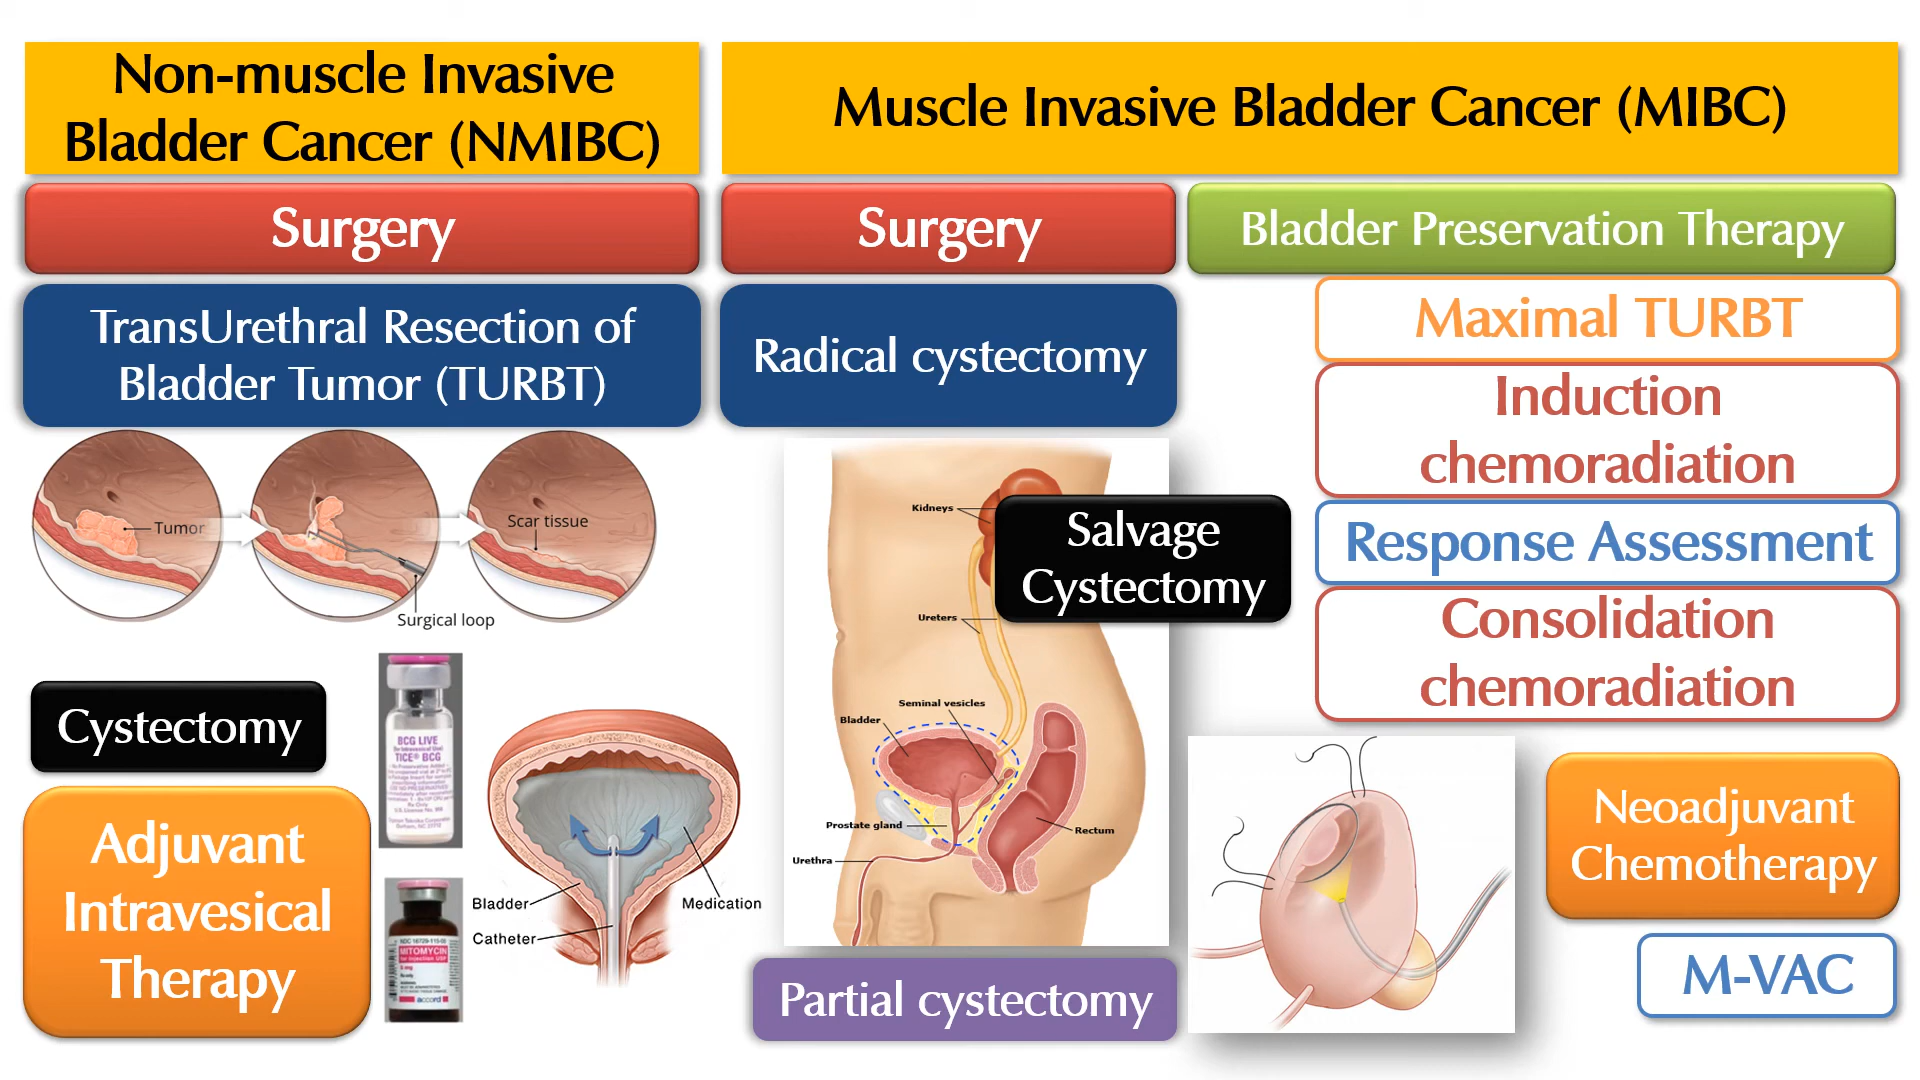 Non-muscle Invasive
Bladder Cancer (NMIBC)
Muscle Invasive Bladder Cancer (MIBC)
Surgery
Surgery
Bladder Preservation Therapy
TransUrethral Resection of
Bladder Tumor (TURBT)
Radical cystectomy
Maximal TURBT
Induction
chemoradiation
Response Assessment
Consolidation
chemoradiation
Tumor
Scar tissue
Surgical loop
Kidneys
Salvage
Cystectomy
Ureters
Seminal vesicles
Bladder
Prostate gland
Urethra
Rectum
Cystectomy
Adjuvant
Intravesical
Therapy
BCG LIVE
TICE® BCG
MITOMYCIN
accord
Bladder
Catheter
Medication
Partial cystectomy
Neoadjuvant
Chemotherapy
M-VAC